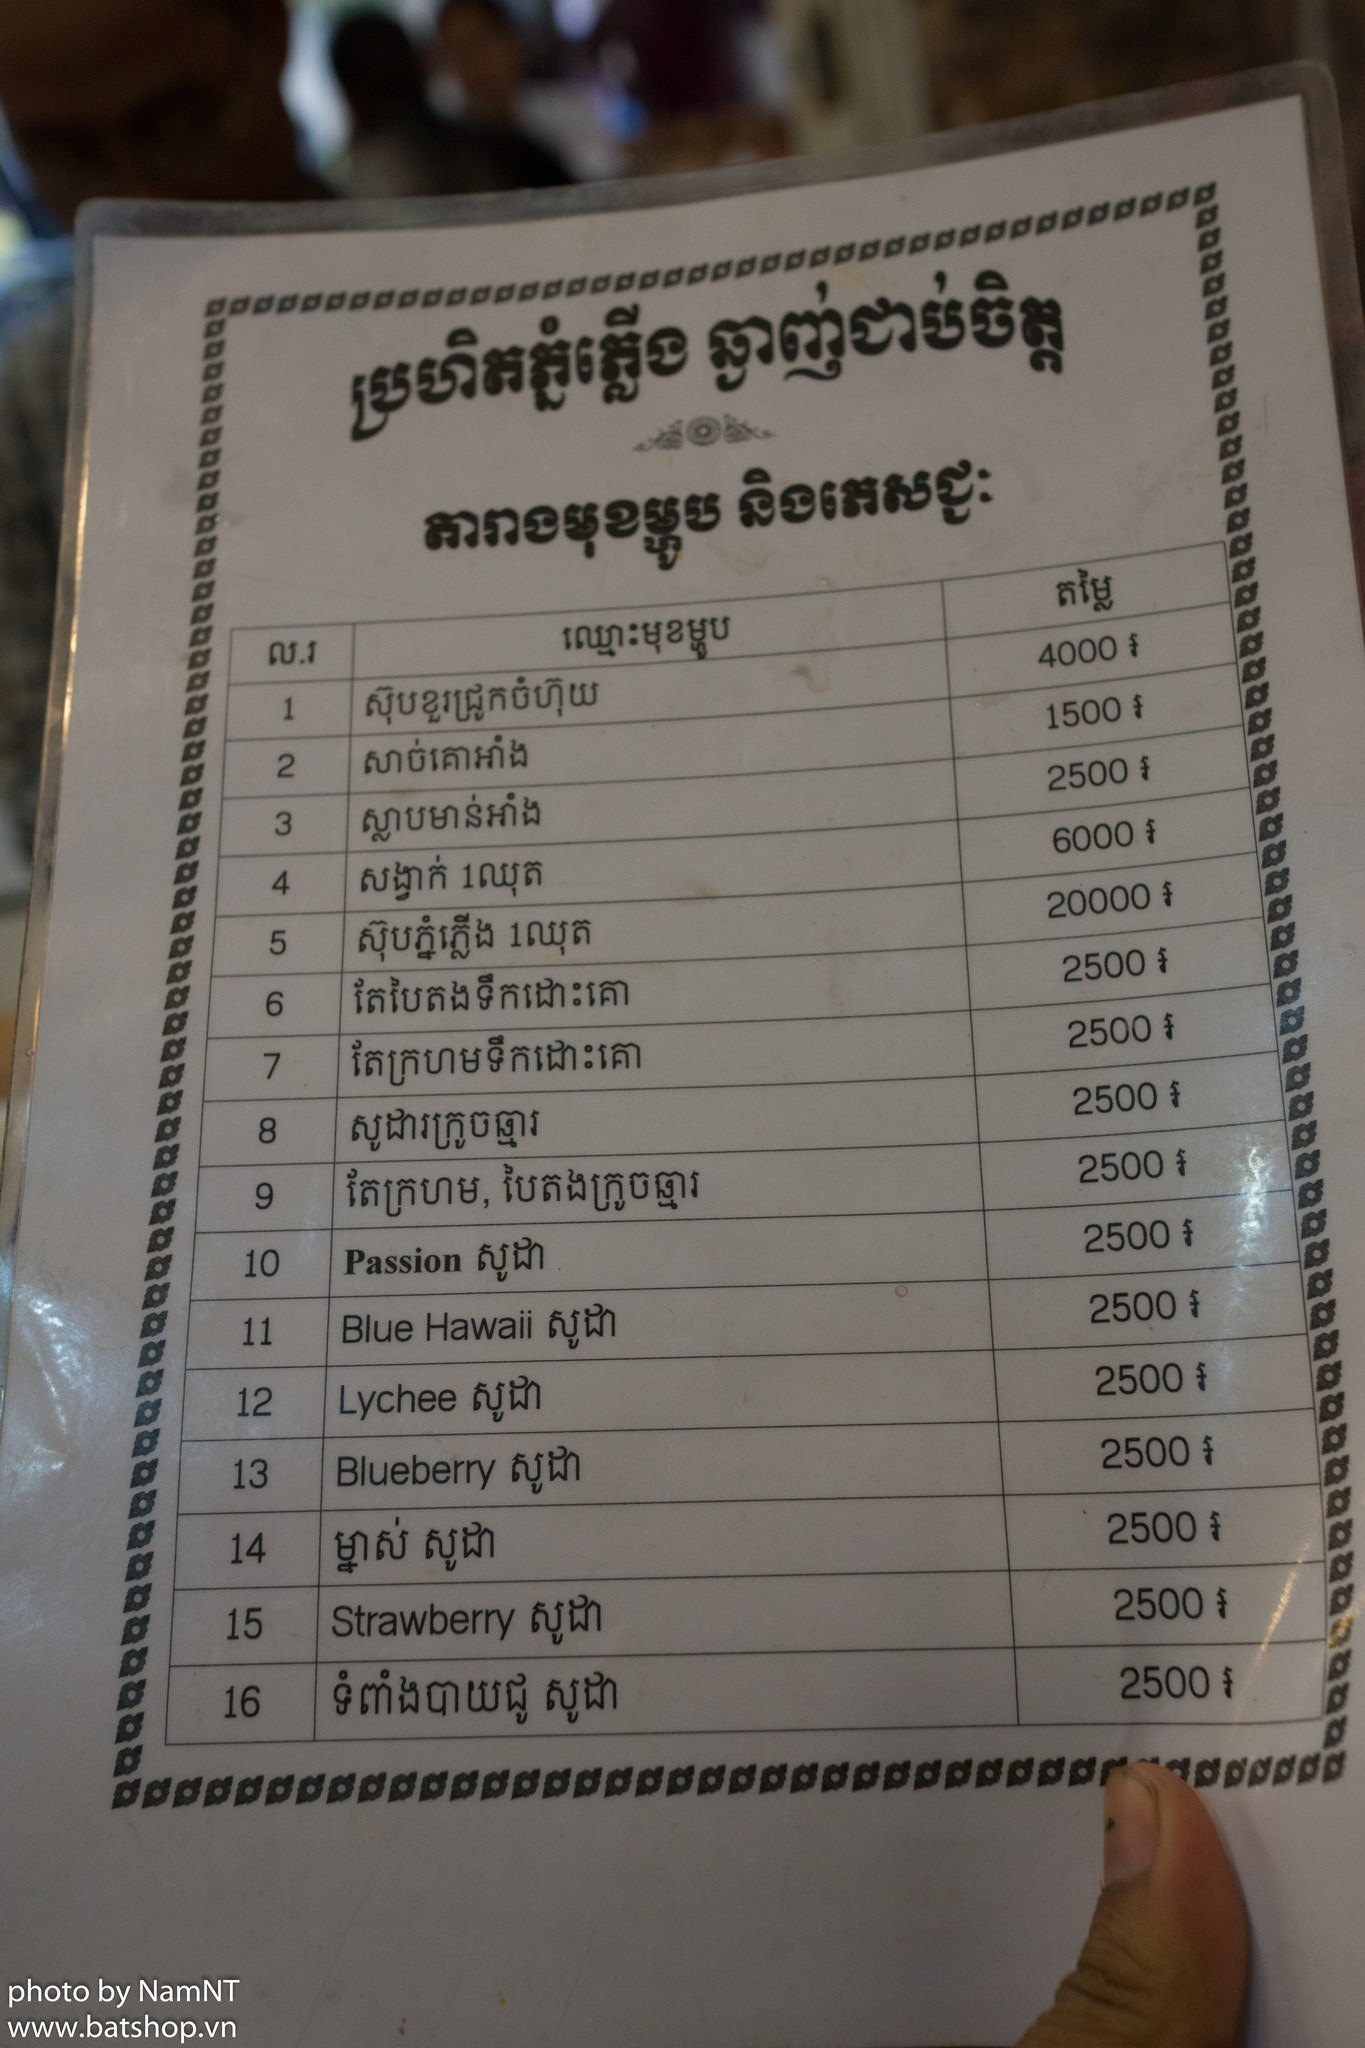 ប្រហិតភ្នំភ្លើង ឆ្ងាញ់ជាប់ចិត្ត
តារាងមុខម្ហូប និងភេសជ្ជៈ
ល.រ ឈ្មោះមុខម្ហូប តម្លៃ
1 ស៊ុបខួរជ្រូកចំហ៊ុយ 4000 ៛
2 សាច់គោអាំង 1500 ៛
3 ស្លាបមាន់អាំង 2500 ៛
4 សង្វាក់ 1ឈុត 6000 ៛
5 ស៊ុបភ្នំភ្លើង 1ឈុត 20000 ៛
6 តែបៃតងទឹកដោះគោ 2500 ៛
7 តែក្រហមទឹកដោះគោ 2500 ៛
8 សូដារក្រូចឆ្មារ 2500 ៛
9 តែក្រហម, បៃតងក្រូចឆ្មារ 2500 ៛
10 Passion សូដា 2500 ៛
11 Blue Hawaii សូដា 2500 ៛
12 Lychee សូដា 2500 ៛
13 Blueberry សូដា 2500 ៛
14 ម្នាស់ សូដា 2500 ៛
15 Strawberry សូដា 2500 ៛
16 ទំពាំងបាយជូ សូដា 2500 ៛
photo by NamNT
www.batshop.vn